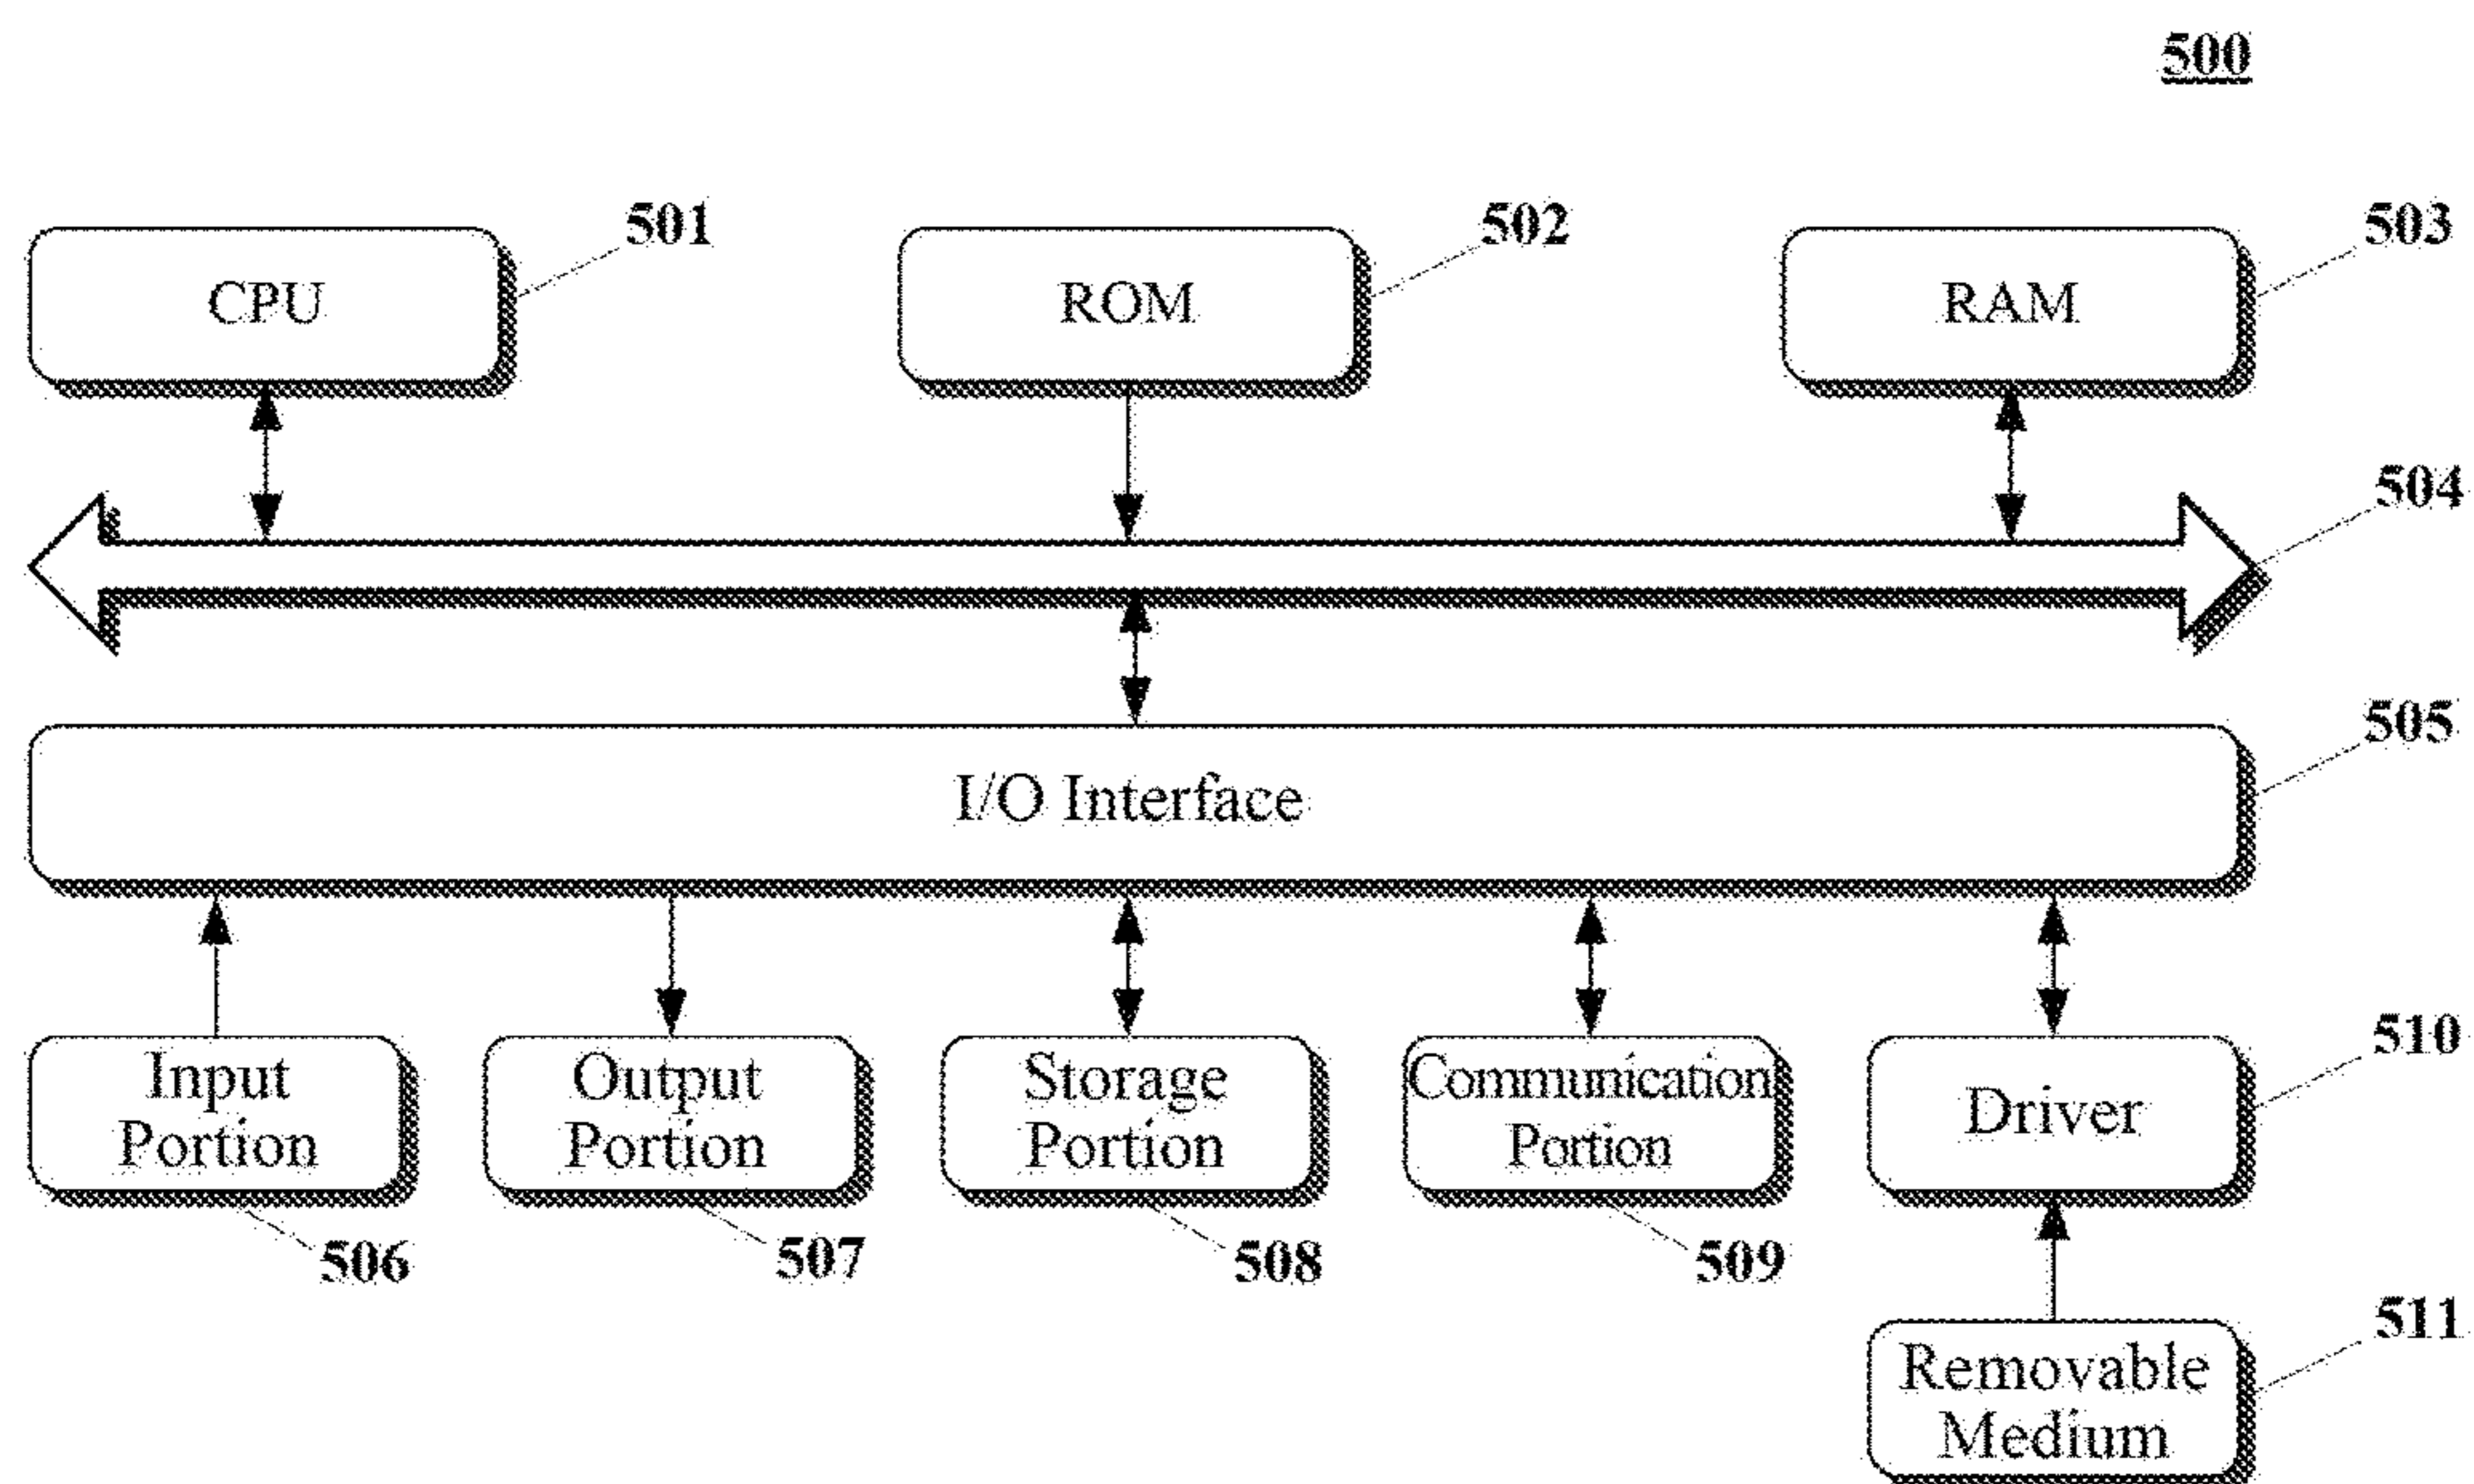 500
501
502
503
CPU
ROM
RAM
504
505
I/O Interface
510
Input
Portion
Output
Portion
Storage
Portion
Communication
Portion
Driver
506
507
508
509
511
Removable
Medium